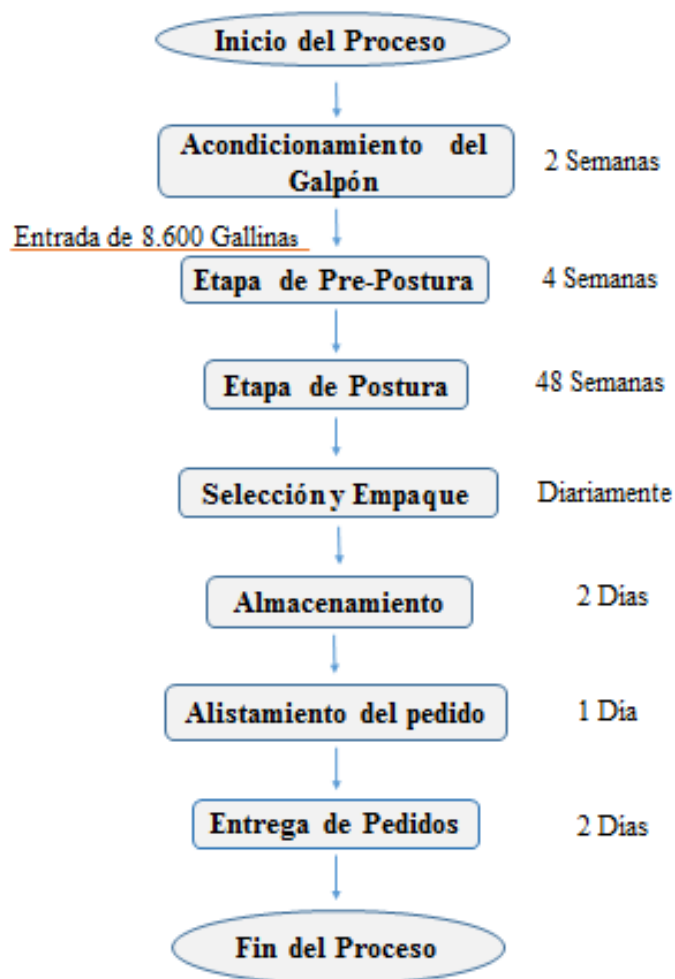 Inicio del Proceso
Acondicionamiento del
Galpón
2 Semanas
Entrada de 8.600 Gallinas
Etapa de Pre-Postura
4 Semanas
Etapa de Postura
48 Semanas
Selección y Empaque
Diariamente
Almacenamiento
2 Dias
Alistamiento del pedido
1 Dia
Entrega de Pedidos
2 Dias
Fin del Proceso